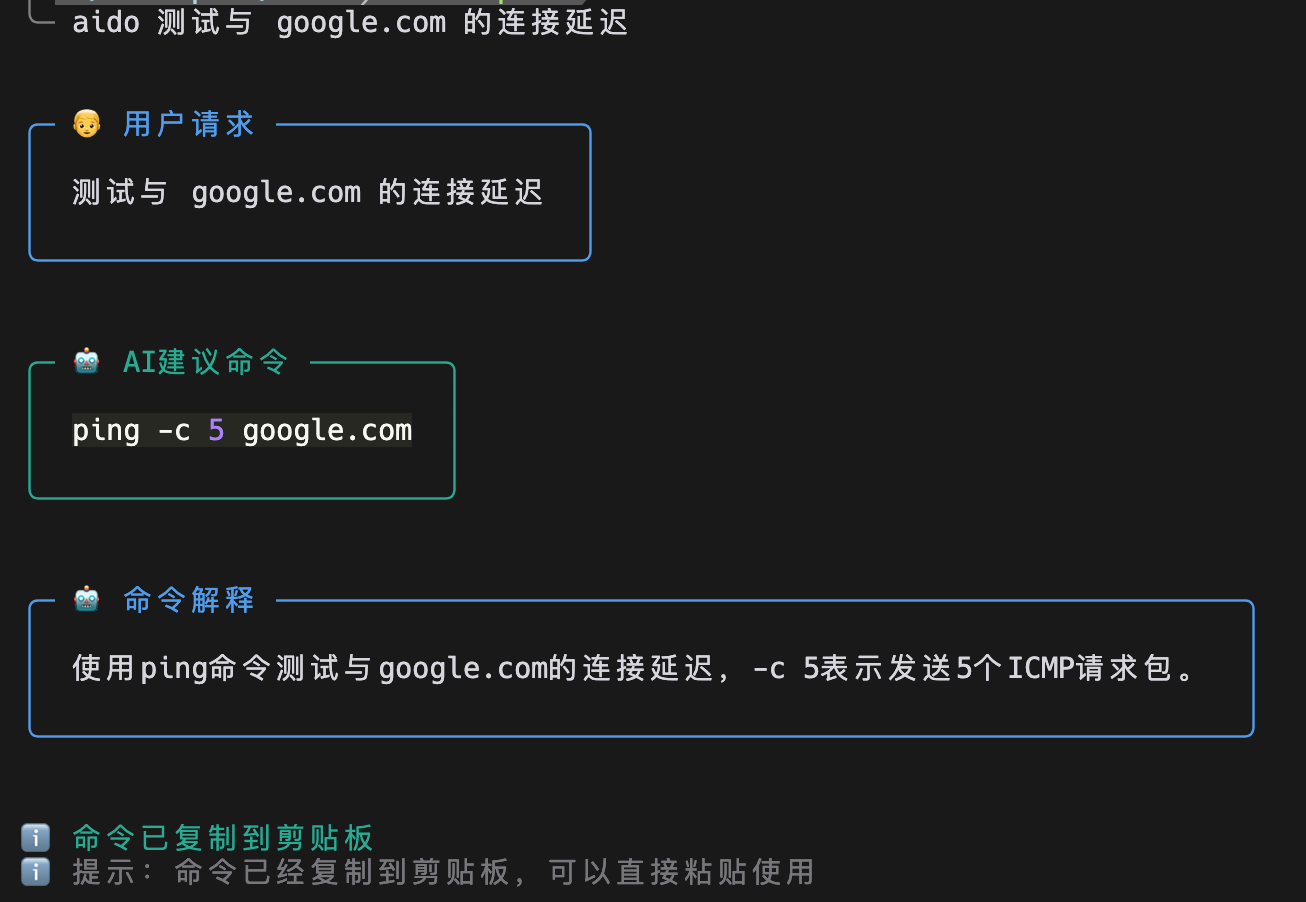 aido 测试与 google.com 的连接延迟
用户请求
测试与 google.com 的连接延迟
AI建议命令
ping -c 5 google.com
命令解释
使用ping命令测试与google.com的连接延迟, -c 5表示发送5个ICMP请求包。
命令已复制到剪贴板
提示: 命令已经复制到剪贴板, 可以直接粘贴使用